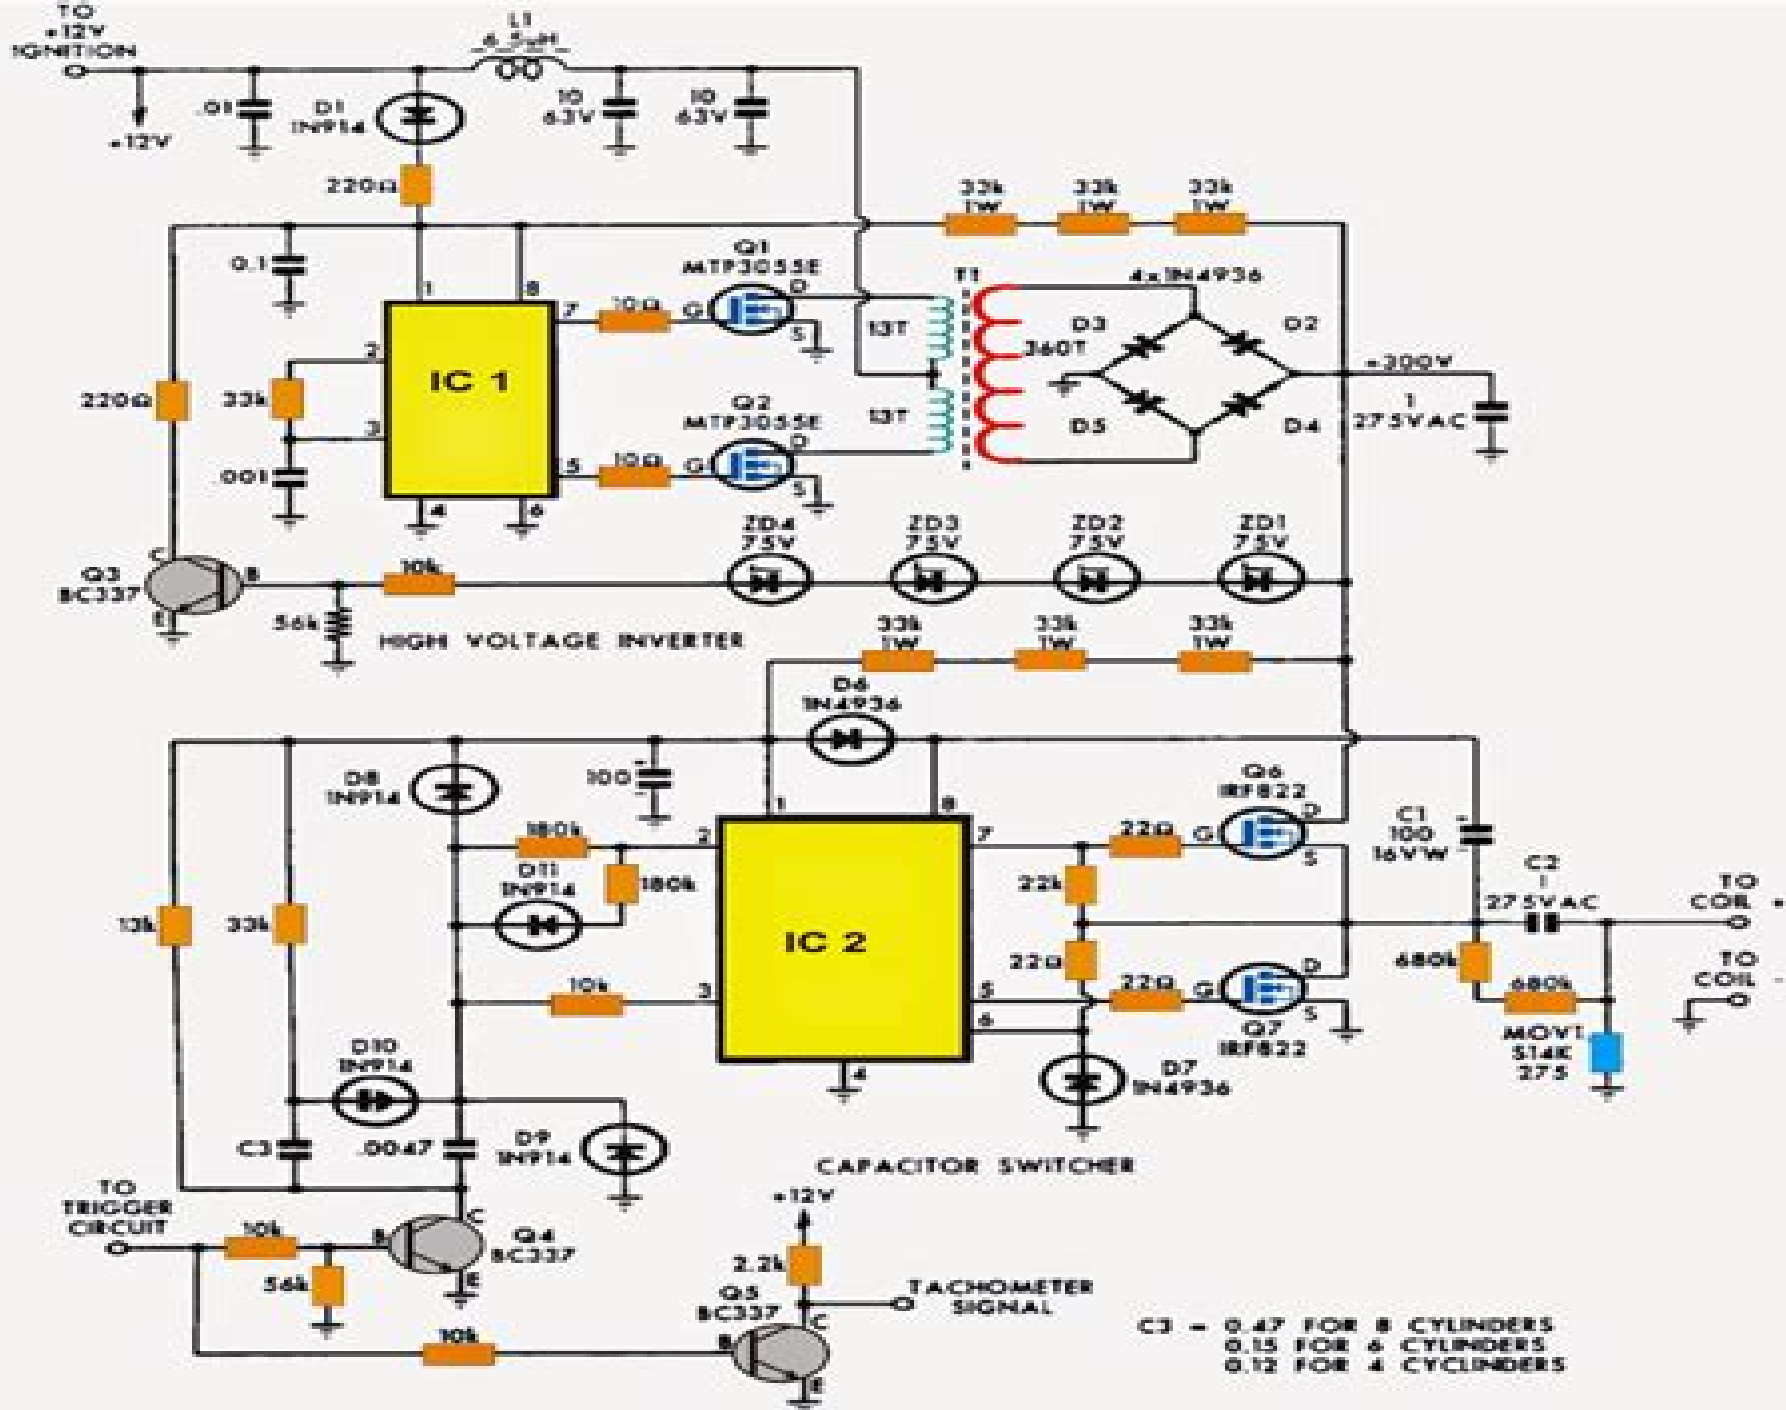 TO
+12V
IGNITION
L1
6.5uH
.01
+12V
D1
1N914
10
63V
10
63V
220Ω
33k
1W
33k
1W
33k
1W
0.1
1
8
Q1
MTP3055E
D
G
S
7
10Ω
T1
4x1N4936
13T
360T
D3
D2
2
IC 1
220Ω
33k
3
.001
Q2
MTP3055E
D
G
S
5
10Ω
13T
D5
D4
+300V
1
275VAC
4
6
ZD4
75V
ZD3
75V
ZD2
75V
ZD1
75V
C
Q3
BC337
B
E
10k
56k
HIGH VOLTAGE INVERTER
33k
1W
33k
1W
33k
1W
D6
1N4936
D8
1N914
100
1
8
Q6
IRF822
D
G
S
C1
100
16VW
180k
2
7
22Ω
D11
1N914
180k
22k
C2
1
275VAC
TO
COIL +
13k
33k
IC 2
22Ω
D
680k
TO
COIL -
10k
3
5
22Ω
G
S
680k
6
Q7
IRF822
MOV1
S14K
275
D10
1N914
4
D7
1N4936
C3
.0047
D9
1N914
CAPACITOR SWITCHER
TO
TRIGGER
CIRCUIT
10k
B
C
Q4
BC337
E
56k
+12V
2.2k
Q5
BC337
TACHOMETER
SIGNAL
10k
B
C
E
C3 = 0.47 FOR 8 CYLINDERS
0.15 FOR 6 CYLINDERS
0.12 FOR 4 CYCLINDERS